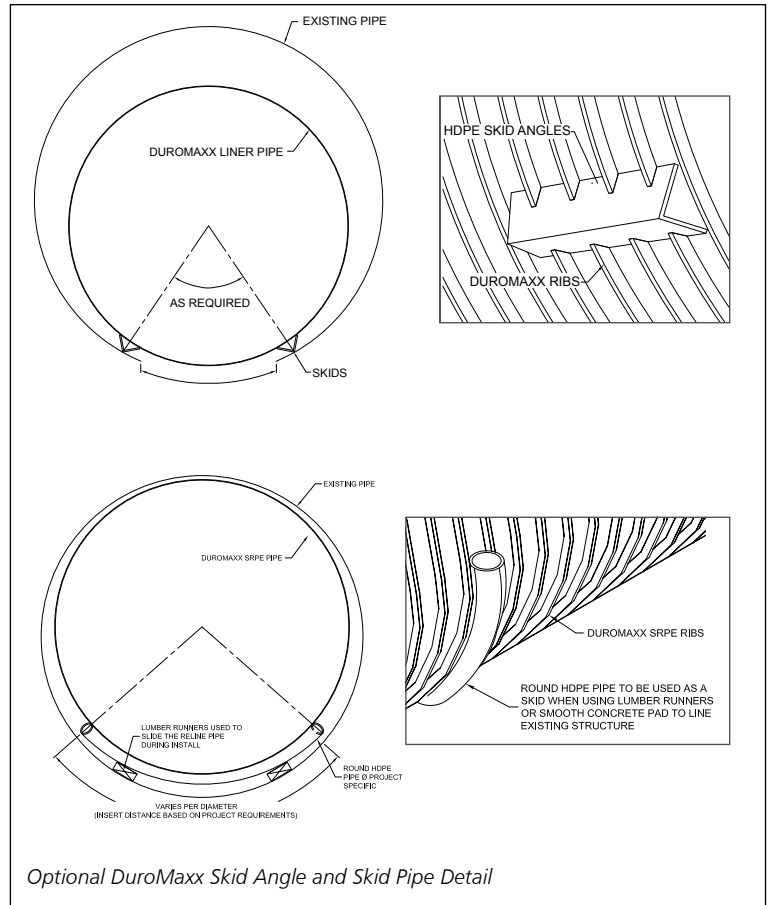 EXISTING PIPE
DUROMAXX LINER PIPE
AS REQUIRED
SKIDS
HDPE SKID ANGLES
DUROMAXX RIBS
EXISTING PIPE
DUROMAXX SRPE PIPE
LUMBER RUNNERS USED TO
SLIDE THE RELINE PIPE
DURING INSTALL
ROUND HDPE
PIPE Ø PROJECT
SPECIFIC
VARIES PER DIAMETER
(INSERT DISTANCE BASED ON PROJECT REQUIREMENTS)
DUROMAXX SRPE RIBS
ROUND HDPE PIPE TO BE USED AS A
SKID WHEN USING LUMBER RUNNERS
OR SMOOTH CONCRETE PAD TO LINE
EXISTING STRUCTURE
Optional DuroMaxx Skid Angle and Skid Pipe Detail